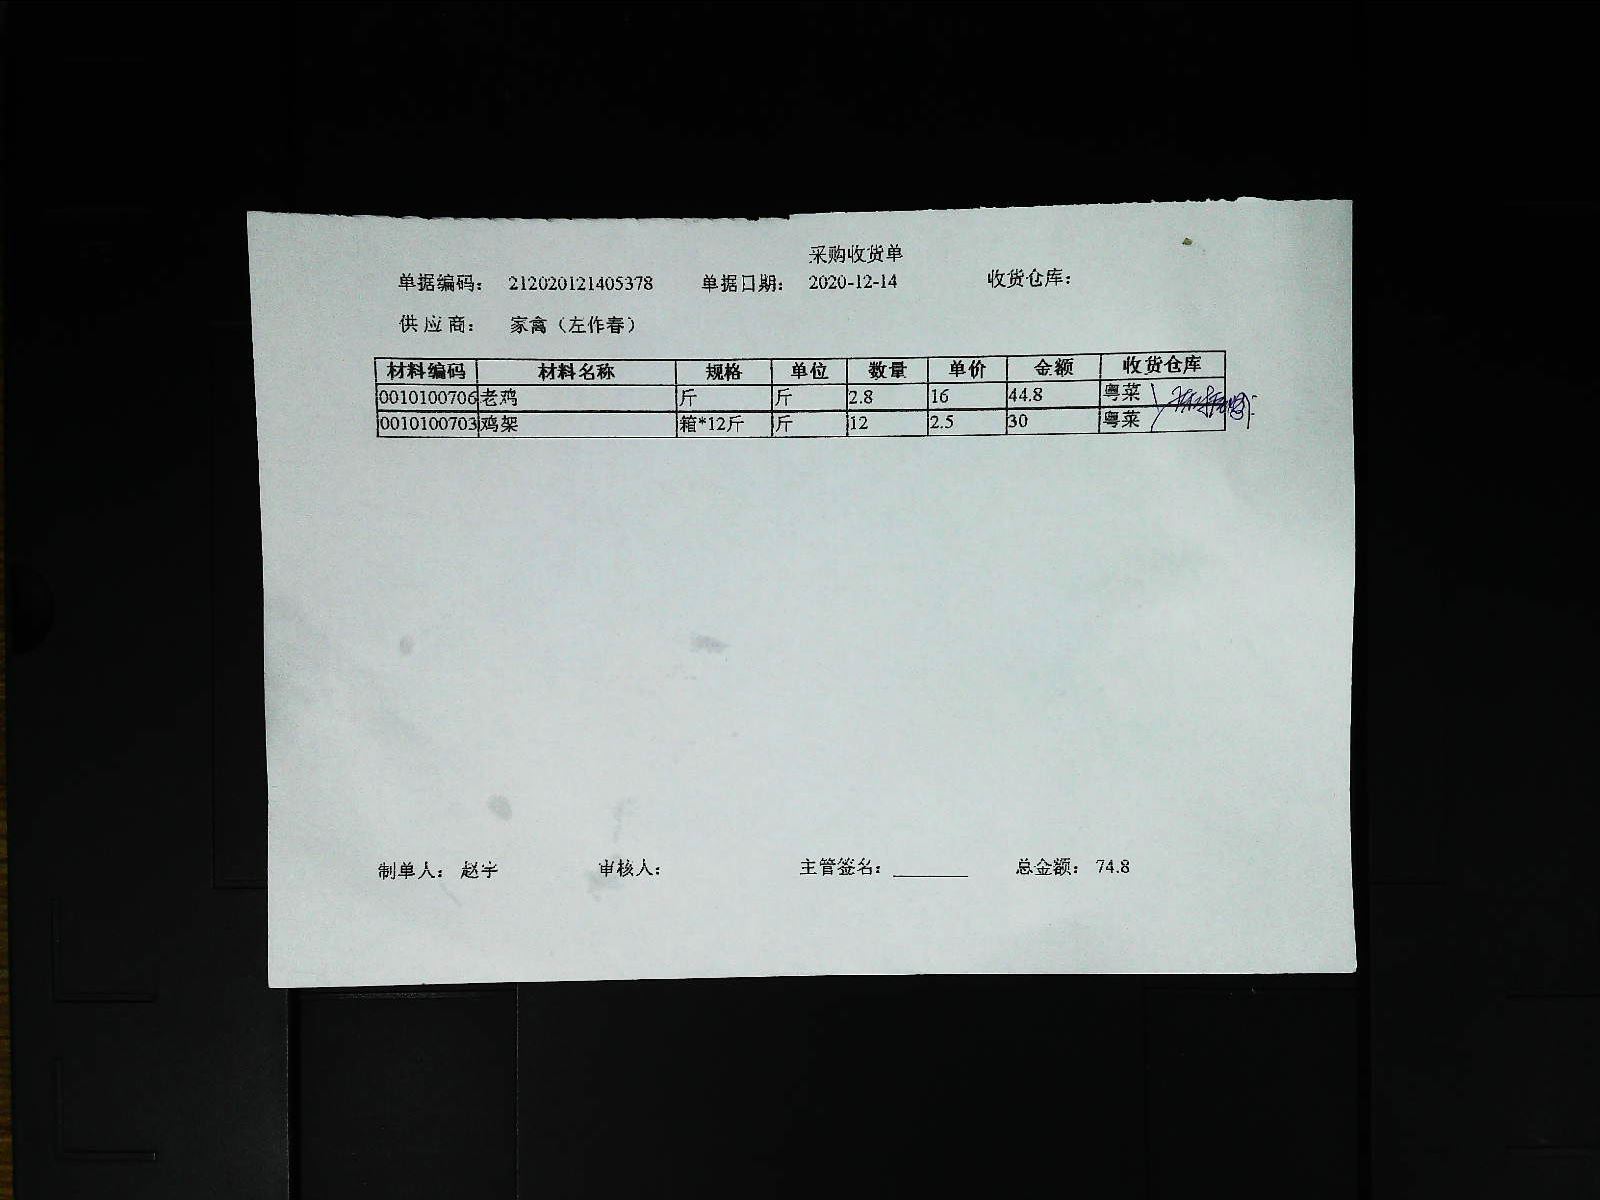 采购收货单
单据编码： 212020121405378 单据日期： 2020-12-14 收货仓库：
供应商： 家禽（左作春）
材料编码 材料名称 规格 单位 数量 单价 金额 收货仓库
0010100706 老鸡 斤 斤 2.8 16 44.8 粤菜
0010100703 鸡架 箱*12斤 斤 12 2.5 30 粤菜
制单人： 赵宇 审核人： 主管签名： 总金额： 74.8